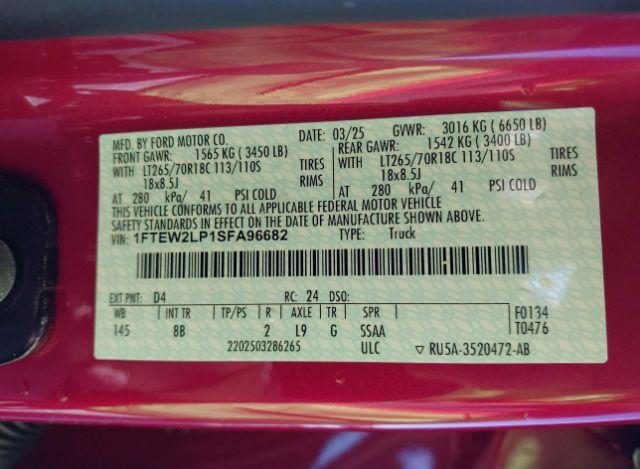 MFD. BY FORD MOTOR CO.
DATE: 03/25 GVWR: 3016 KG ( 6650 LB)
FRONT GAWR: 1565 KG ( 3450 LB)
WITH LT265/70R18C 113/110S TIRES
18x8.5J RIMS
AT 280 kPa/ 41 PSI COLD
REAR GAWR: 1542 KG ( 3400 LB)
WITH LT265/70R18C 113/110S TIRES
18x8.5J RIMS
AT 280 kPa/ 41 PSI COLD
THIS VEHICLE CONFORMS TO ALL APPLICABLE FEDERAL MOTOR VEHICLE
SAFETY STANDARDS IN EFFECT ON THE DATE OF MANUFACTURE SHOWN ABOVE.
VIN: 1FTEW2LP1SFA96682 TYPE: Truck
EXT PNT: D4 RC: 24 DSO:
WB INT TR TP/PS R AXLE TR SPR
145 8B 2 L9 G SSAA
F0134
T0476
2202503286265 ULC ▽ RU5A-3520472-AB